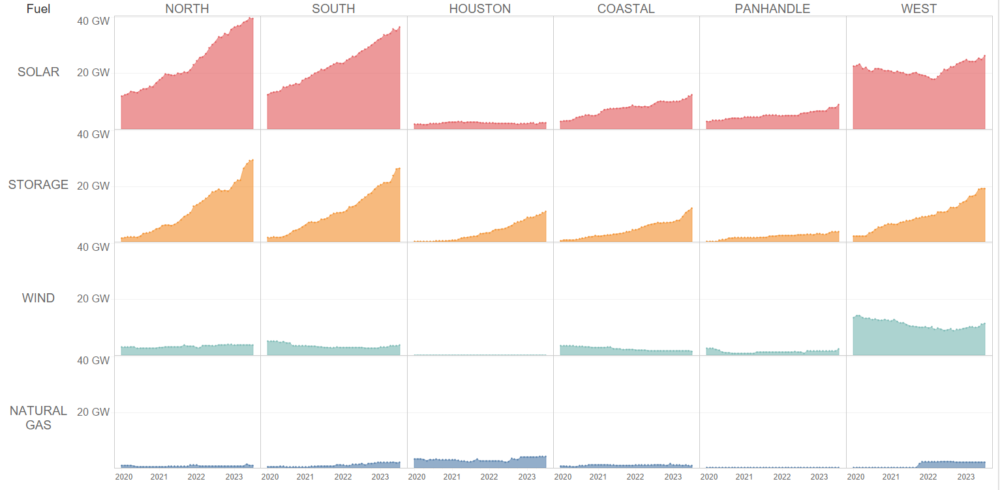 Fuel NORTH SOUTH HOUSTON COASTAL PANHANDLE WEST
40 GW
SOLAR 20 GW
40 GW
STORAGE 20 GW
40 GW
WIND 20 GW
40 GW
NATURAL 20 GW
GAS
2020 2021 2022 2023 2020 2021 2022 2023 2020 2021 2022 2023 2020 2021 2022 2023 2020 2021 2022 2023 2020 2021 2022 2023